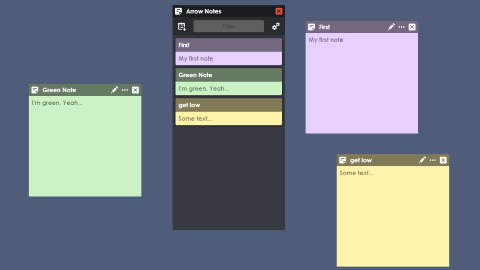 Arrow Notes
Filter
First
My first note
Green Note
I'm green. Yeah...
get low
Some text...
Green Note
I'm green. Yeah...
First
My first note
get low
Some text...